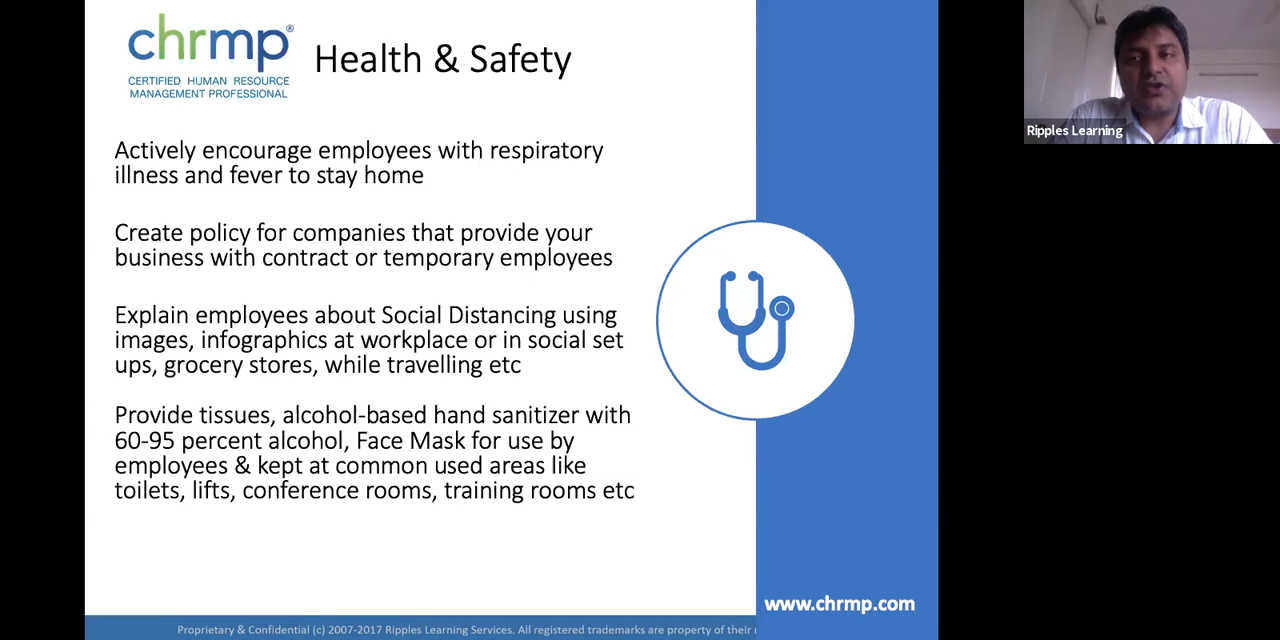 chrmp®
CERTIFIED HUMAN RESOURCE
MANAGEMENT PROFESSIONAL
Health & Safety
Ripples Learning
Actively encourage employees with respiratory
illness and fever to stay home
Create policy for companies that provide your
business with contract or temporary employees
Explain employees about Social Distancing using
images, infographics at workplace or in social set
ups, grocery stores, while travelling etc
Provide tissues, alcohol-based hand sanitizer with
60-95 percent alcohol, Face Mask for use by
employees & kept at common used areas like
toilets, lifts, conference rooms, training rooms etc
www.chrmp.com
Proprietary & Confidential (c) 2007-2017 Ripples Learning Services. All registered trademarks are property of their